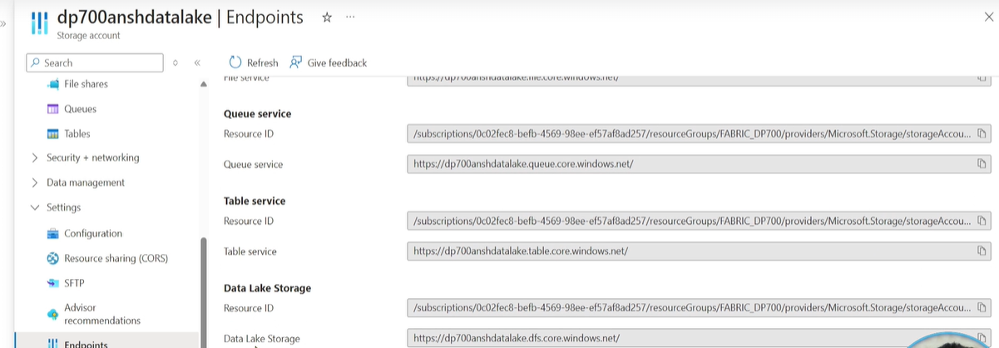 dp700anshdatalake | Endpoints
Storage account
Search
Refresh
Give feedback
File shares
Queues
Tables
Security + networking
Data management
Settings
Configuration
Resource sharing (CORS)
SFTP
Advisor
recommendations
Endpoints
File service https://dp700anshdatalake.file.core.windows.net/
Queue service
Resource ID /subscriptions/0c02fec8-befb-4569-98ee-ef57af8ad257/resourceGroups/FABRIC_DP700/providers/Microsoft.Storage/storageAccou...
Queue service https://dp700anshdatalake.queue.core.windows.net/
Table service
Resource ID /subscriptions/0c02fec8-befb-4569-98ee-ef57af8ad257/resourceGroups/FABRIC_DP700/providers/Microsoft.Storage/storageAccou...
Table service https://dp700anshdatalake.table.core.windows.net/
Data Lake Storage
Resource ID /subscriptions/0c02fec8-befb-4569-98ee-ef57af8ad257/resourceGroups/FABRIC_DP700/providers/Microsoft.Storage/storageAccou...
Data Lake Storage https://dp700anshdatalake.dfs.core.windows.net/